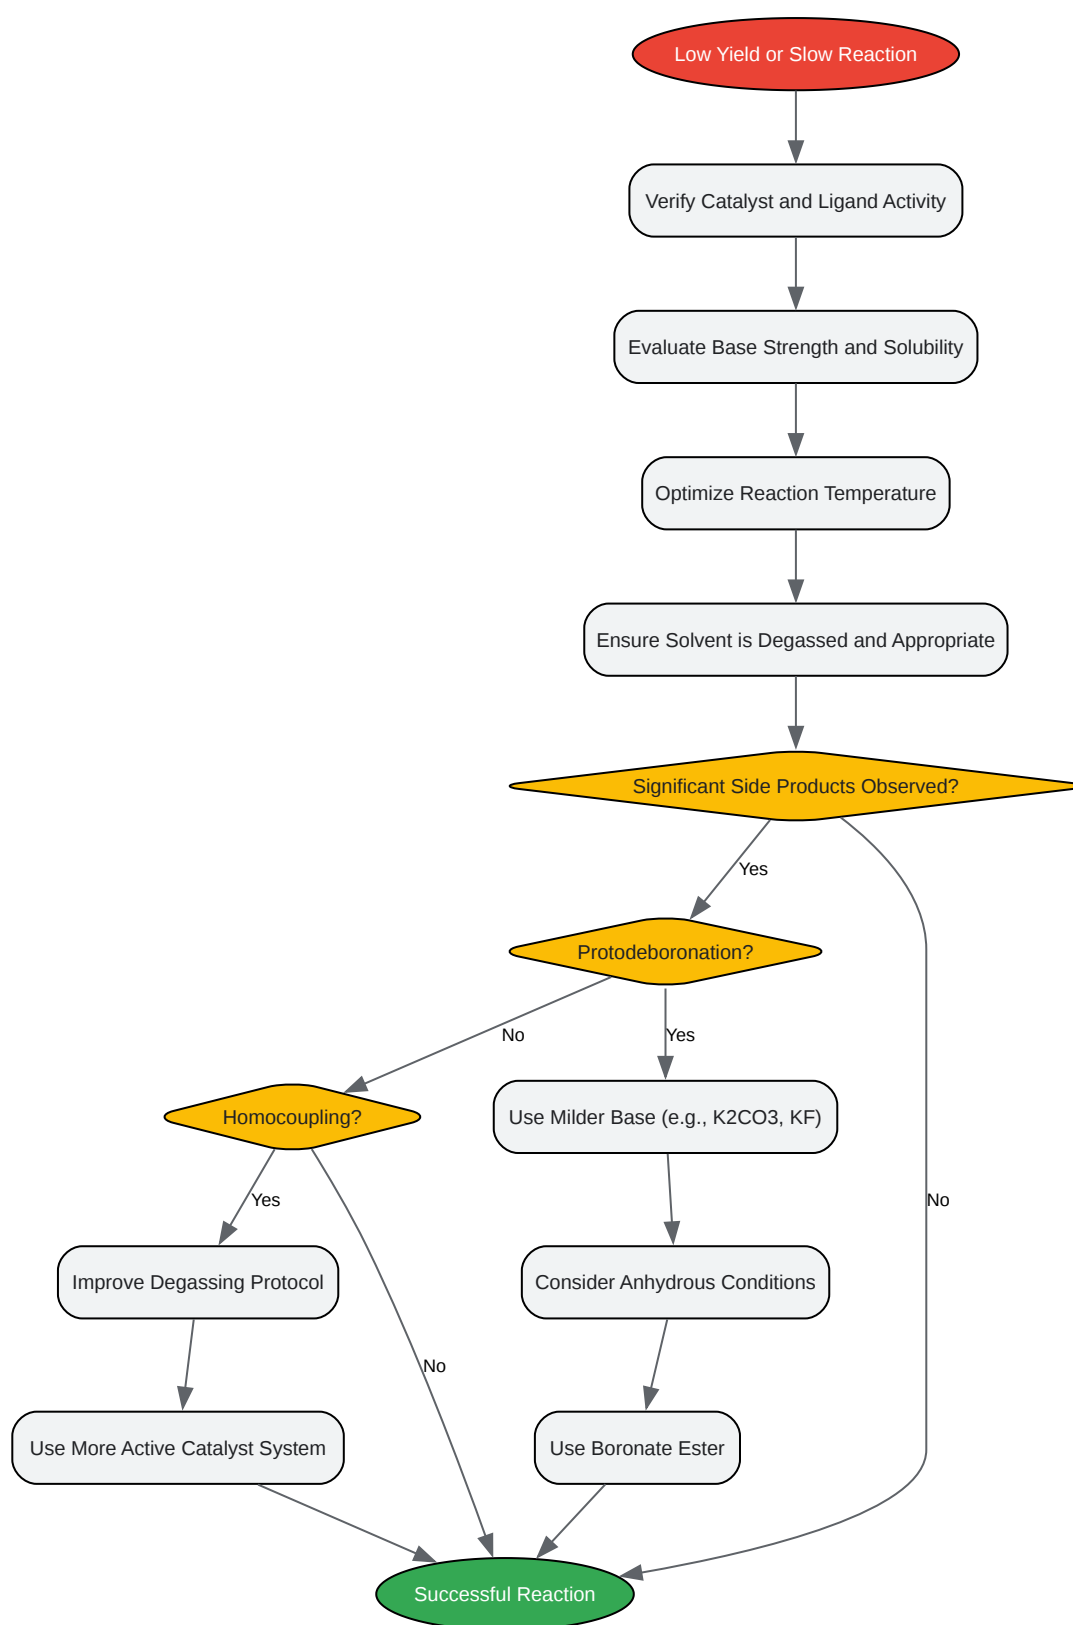 Low Yield or Slow Reaction
Verify Catalyst and Ligand Activity
Evaluate Base Strength and Solubility
Optimize Reaction Temperature
Ensure Solvent is Degassed and Appropriate
Significant Side Products Observed?
Yes
Protodeboronation?
No
Yes
Homocoupling?
Use Milder Base (e.g., K2CO3, KF)
Yes
No
Improve Degassing Protocol
Consider Anhydrous Conditions
No
Use More Active Catalyst System
Use Boronate Ester
Successful Reaction